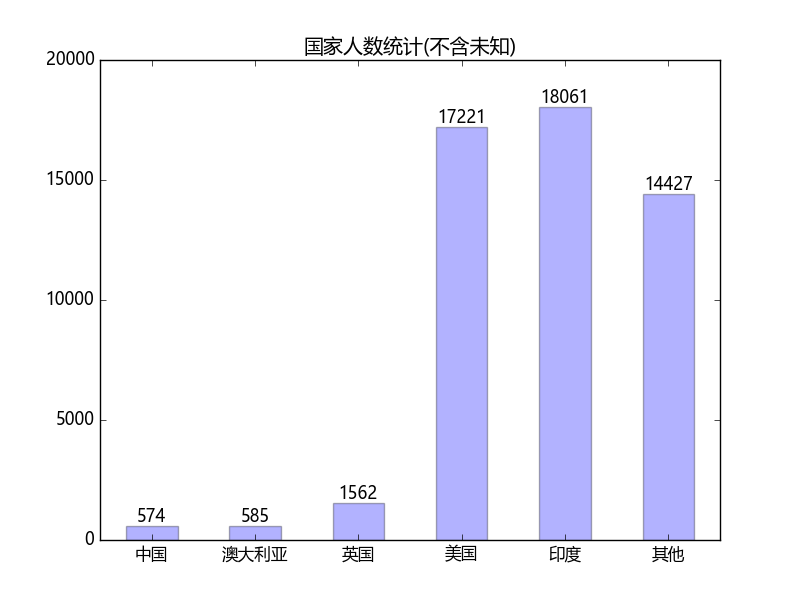 国家人数统计(不含未知)
20000
15000
10000
5000
0
574
585
1562
17221
18061
14427
中国
澳大利亚
英国
美国
印度
其他